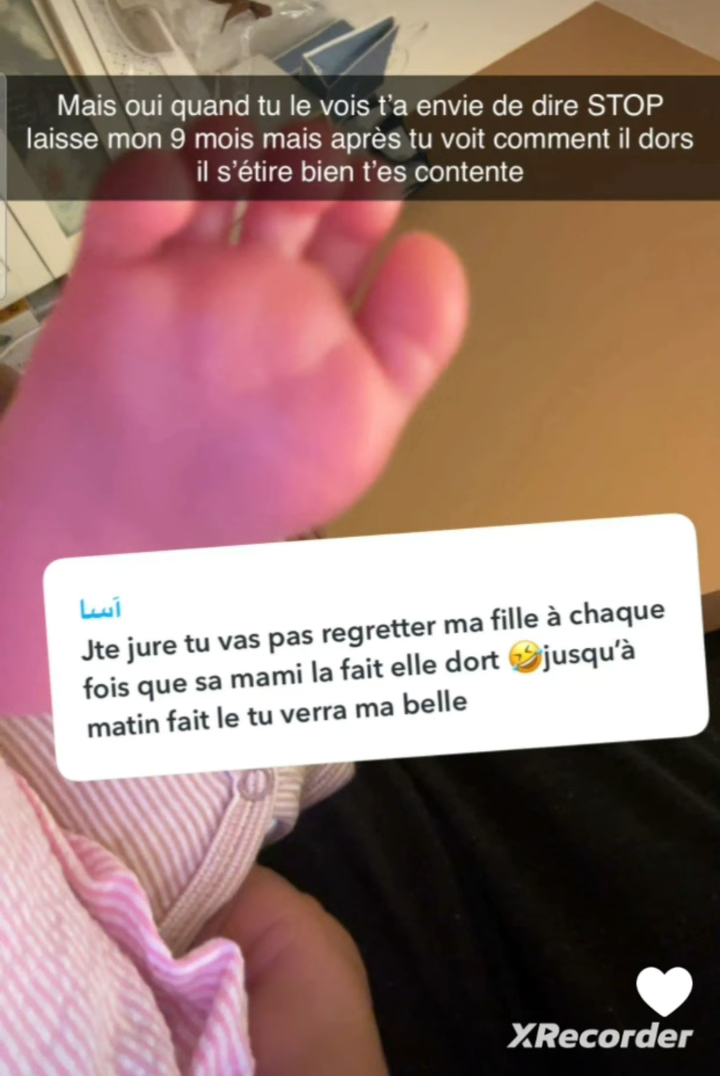 Mais oui quand tu le vois t'a envie de dire STOP
laisse mon 9 mois mais après tu voit comment il dors
il s'étire bien t'es contente
آسا
Jte jure tu vas pas regretter ma fille à chaque
fois que sa mami la fait elle dort 🤣jusqu'à
matin fait le tu verra ma belle
XRecorder